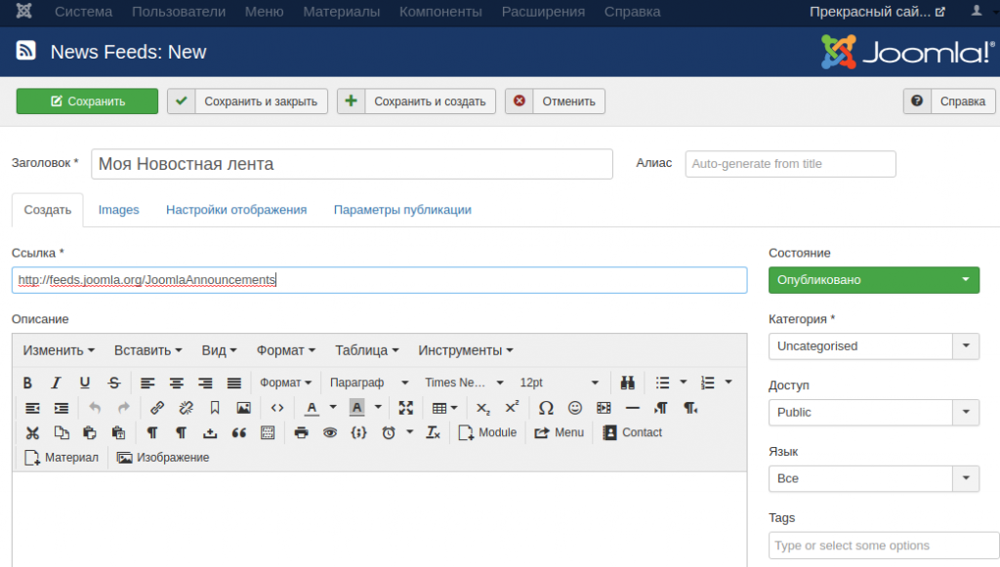 Система Пользователи Меню Материалы Компоненты Расширения Справка Прекрасный сай...
News Feeds: New Joomla!®
Сохранить Сохранить и закрыть Сохранить и создать Отменить Справка
Заголовок * Моя Новостная лента Алиас Auto-generate from title
Создать Images Настройки отображения Параметры публикации
Ссылка * Состояние
http://feeds.joomla.org/JoomlaAnnouncements Опубликовано
Описание Категория *
Изменить Вставить Вид Формат Таблица Инструменты Uncategorised
B I U S Формат Параграф Times Ne... 12pt Доступ
Public
Module Menu Contact
Язык
Материал Изображение
Все
Tags
Type or select some options